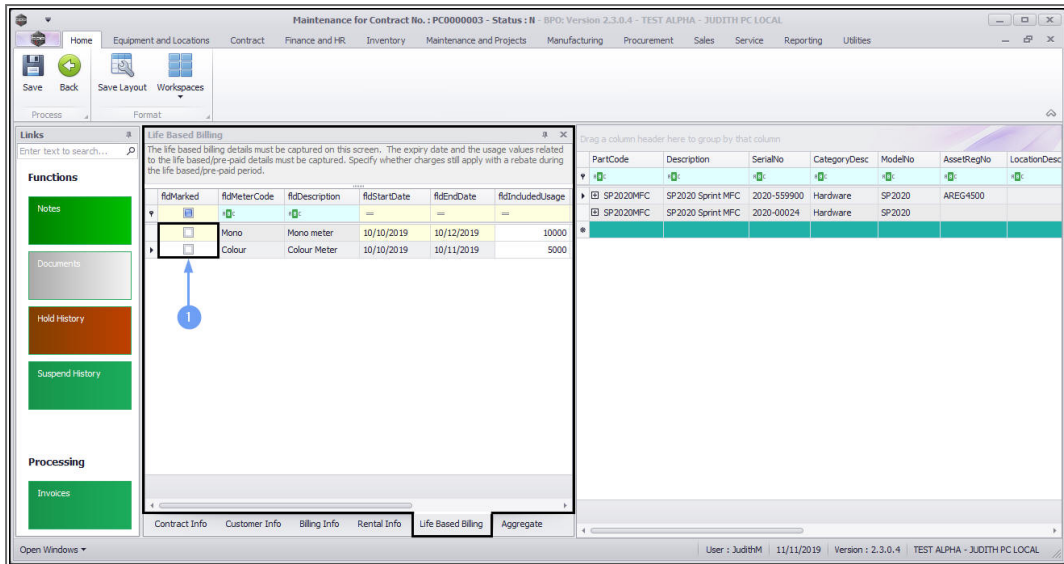 Maintenance for Contract No. : PC0000003 - Status : N - BPO: Version 2.3.0.4 - TEST ALPHA - JUDITH PC LOCAL
Home Equipment and Locations Contract Finance and HR Inventory Maintenance and Projects Manufacturing Procurement Sales Service Reporting Utilities
Save Back Save Layout Workspaces
Process Format
Links
Enter text to search...
Functions
Notes
Documents
Hold History
Suspend History
Processing
Invoices
Life Based Billing
The life based billing details must be captured on this screen. The expiry date and the usage values related
to the life based/pre-paid details must be captured. Specify whether charges still apply with a rebate during
the life based/pre-paid period.
fldMarked fldMeterCode fldDescription fldStartDate fldEndDate fldIncludedUsage
Mono Mono meter 10/10/2019 10/12/2019 10000
Colour Colour Meter 10/10/2019 10/11/2019 5000
1
Contract Info Customer Info Billing Info Rental Info Life Based Billing Aggregate
Drag a column header here to group by that column
PartCode Description SerialNo CategoryDesc ModelNo AssetRegNo LocationDesc
SP2020MFC SP2020 Sprint MFC 2020-559900 Hardware SP2020 AREG4500
SP2020MFC SP2020 Sprint MFC 2020-00024 Hardware SP2020
Open Windows User : JudithM 11/11/2019 Version : 2.3.0.4 TEST ALPHA - JUDITH PC LOCAL